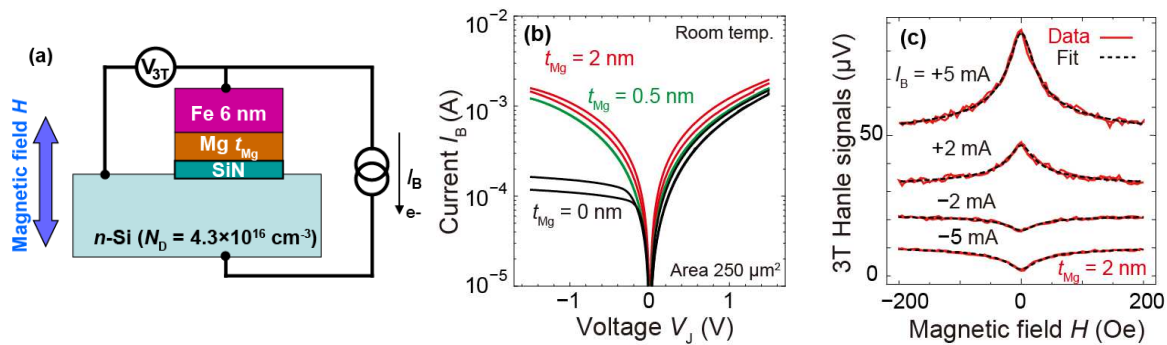 (a)
V3T
Magnetic field H
Fe 6 nm
Mg tMg
SiN
IB
e-
n-Si (ND = 4.3×10¹⁶ cm⁻³)
(b)
Room temp.
tMg = 2 nm
tMg = 0.5 nm
tMg = 0 nm
Area 250 μm²
Current IB (A)
10⁻²
10⁻³
10⁻⁴
10⁻⁵
−1
0
1
Voltage VJ (V)
(c)
Data
Fit
IB = +5 mA
+2 mA
−2 mA
−5 mA
tMg = 2 nm
3T Hanle signals (μV)
50
0
−200
0
200
Magnetic field H (Oe)